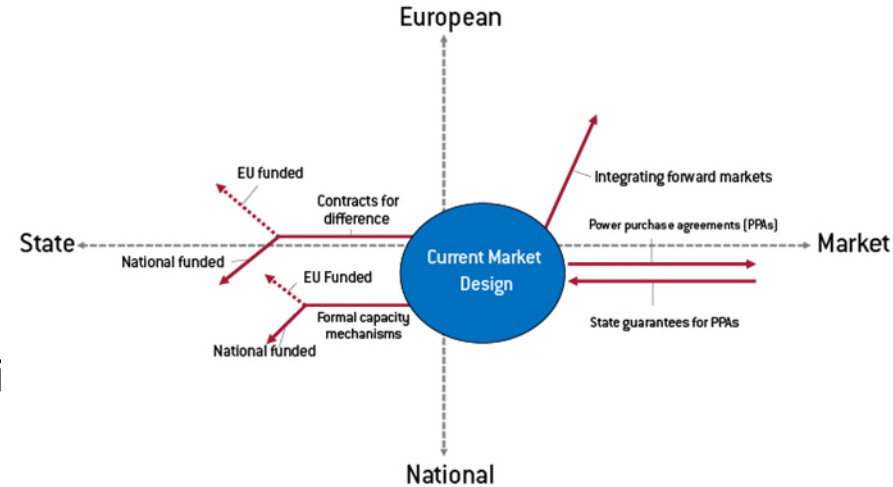 European
EU funded
Contracts for
difference
Integrating forward markets
Power purchase agreements (PPAs)
State
Market
National funded
Current Market
Design
EU Funded
Formal capacity
mechanisms
State guarantees for PPAs
National funded
i
National